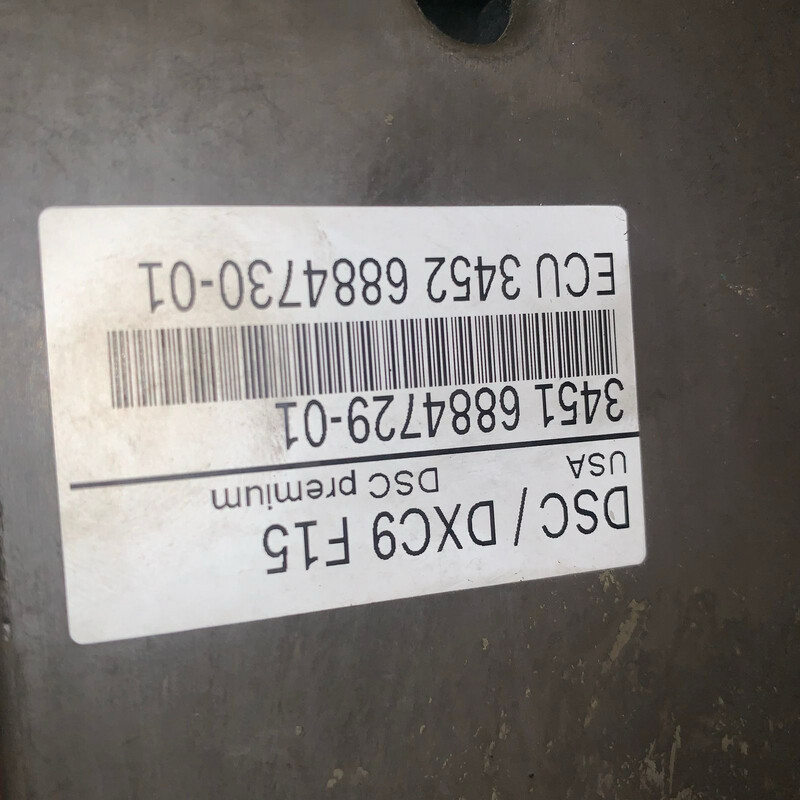 DSC / DXC9 F15
USA DSC premium
3451 6884729-01
ECU 3452 6884730-01